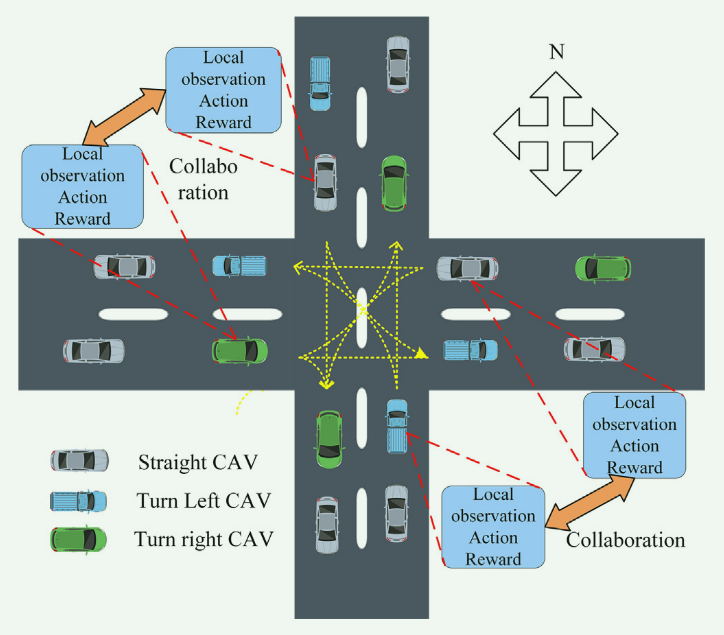 Local
observation
Action
Reward
Local
observation
Action
Reward
Collabo
ration
N
Local
observation
Action
Reward
Local
observation
Action
Reward
Collaboration
Straight CAV
Turn Left CAV
Turn right CAV